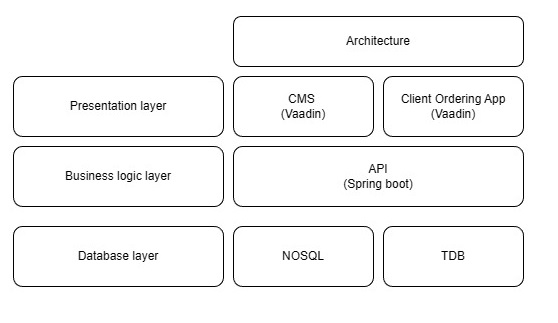 Architecture
Presentation layer
CMS
(Vaadin)
Client Ordering App
(Vaadin)
Business logic layer
API
(Spring boot)
Database layer
NOSQL
TDB